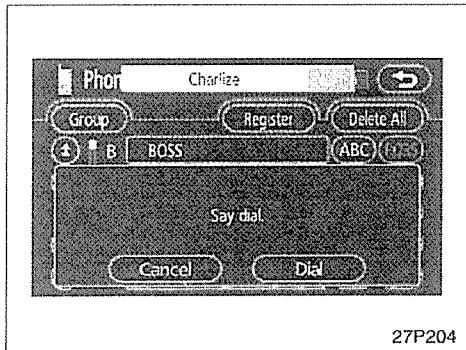 Phon
Charlize
Group
Register
Delete All
B BOSS
ABC
Say dial.
Cancel
Dial
27P204